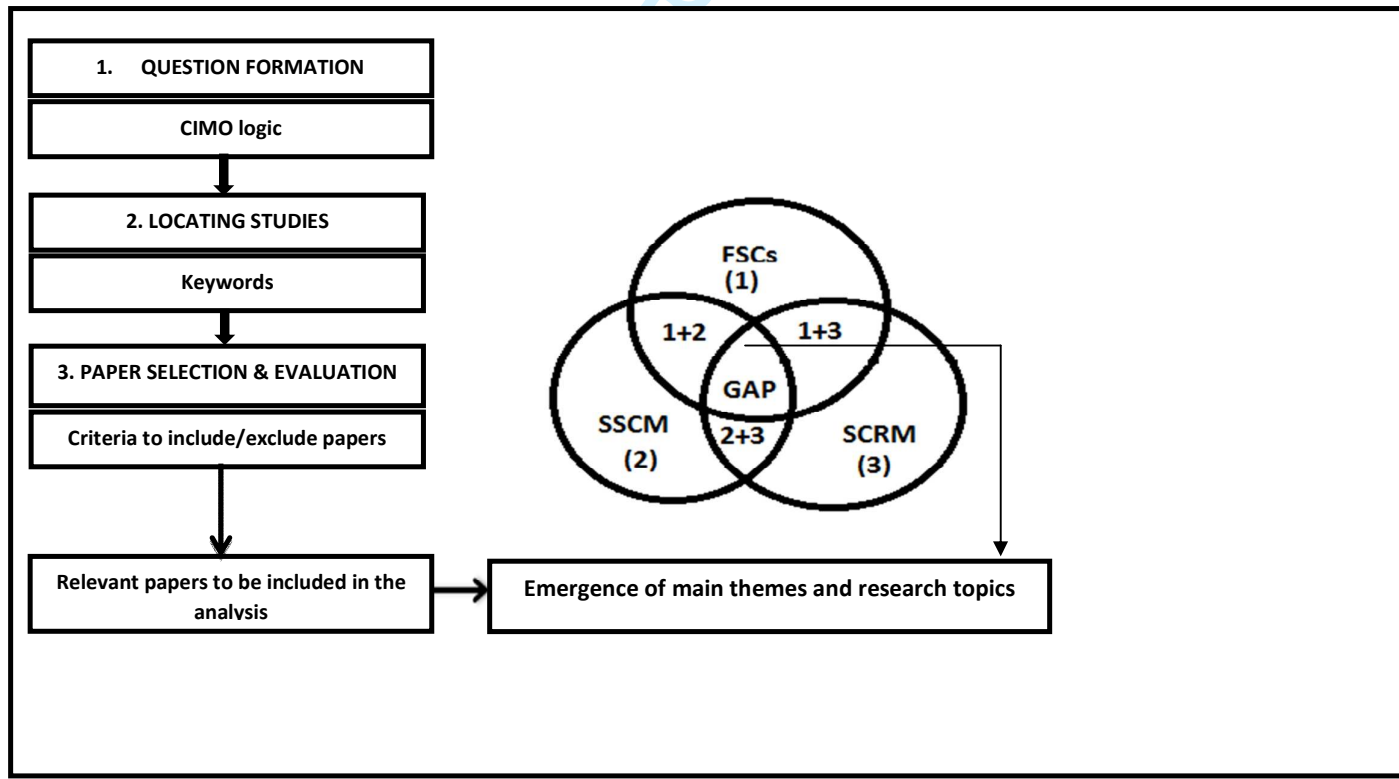 1. QUESTION FORMATION
CIMO logic
2. LOCATING STUDIES
Keywords
3. PAPER SELECTION & EVALUATION
Criteria to include/exclude papers
Relevant papers to be included in the
analysis
FSCs
(1)
1+2
1+3
GAP
SSCM
(2)
2+3
SCRM
(3)
Emergence of main themes and research topics